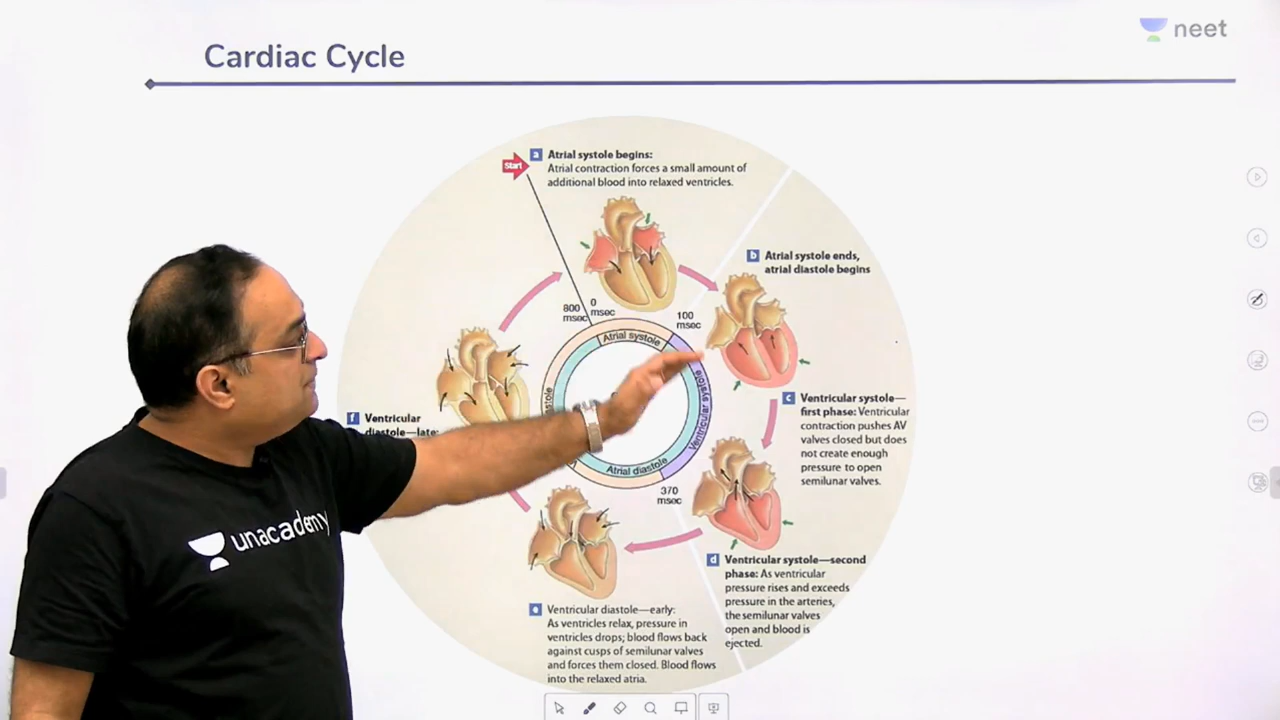 Cardiac Cycle
neet
Start
a Atrial systole begins:
Atrial contraction forces a small amount of
additional blood into relaxed ventricles.
b Atrial systole ends,
atrial diastole begins
800
msec
0
msec
100
msec
Atrial systole
Ventricular systole
Atrial diastole
370
msec
c Ventricular systole—
first phase: Ventricular
contraction pushes AV
valves closed but does
not create enough
pressure to open
semilunar valves.
d Ventricular systole—second
phase: As ventricular
pressure rises and exceeds
pressure in the arteries,
the semilunar valves
open and blood is
ejected.
e Ventricular diastole—early:
As ventricles relax, pressure in
ventricles drops; blood flows back
against cusps of semilunar valves
and forces them closed. Blood flows
into the relaxed atria.
f Ventricular
diastole—late:
unacademy